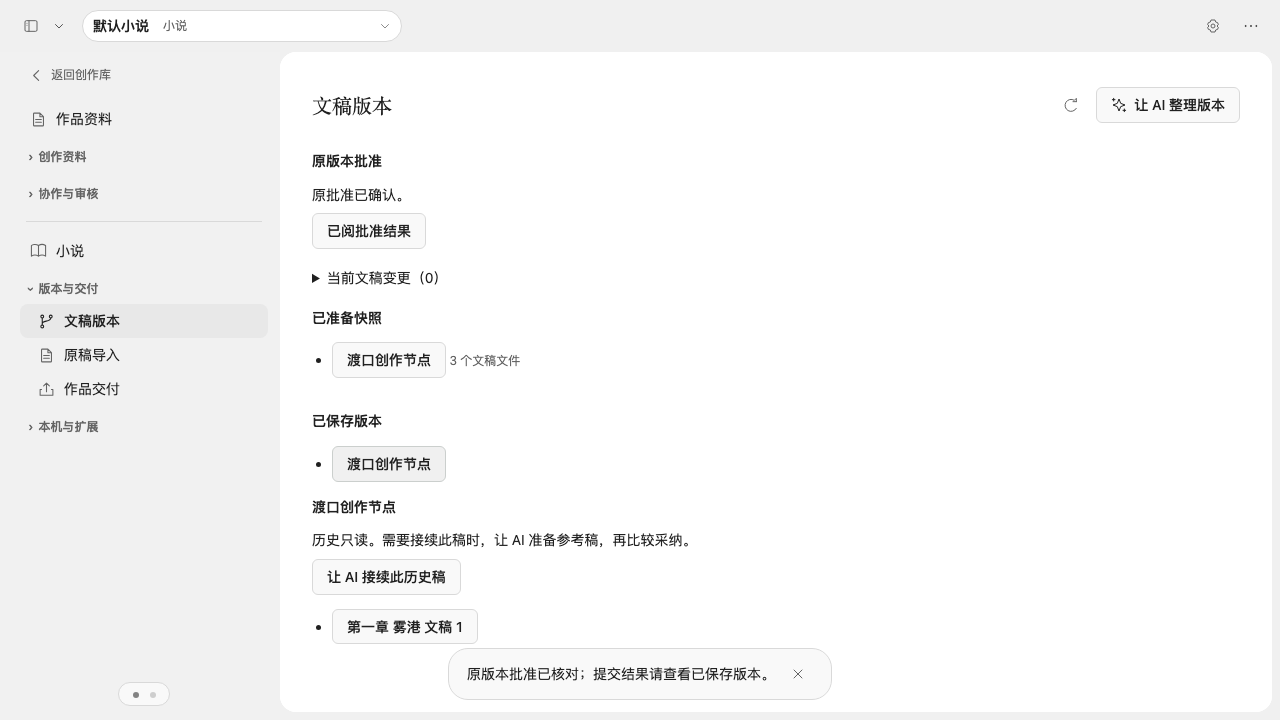 默认小说 小说
返回创作库
作品资料
创作资料
协作与审核
小说
版本与交付
文稿版本
原稿导入
作品交付
本机与扩展
文稿版本
让 AI 整理版本
原版本批准
原批准已确认。
已阅批准结果
当前文稿变更（0）
已准备快照
渡口创作节点 3 个文稿文件
已保存版本
渡口创作节点
渡口创作节点
历史只读。需要接续此稿时，让 AI 准备参考稿，再比较采纳。
让 AI 接续此历史稿
第一章 雾港 文稿 1
原版本批准已核对；提交结果请查看已保存版本。